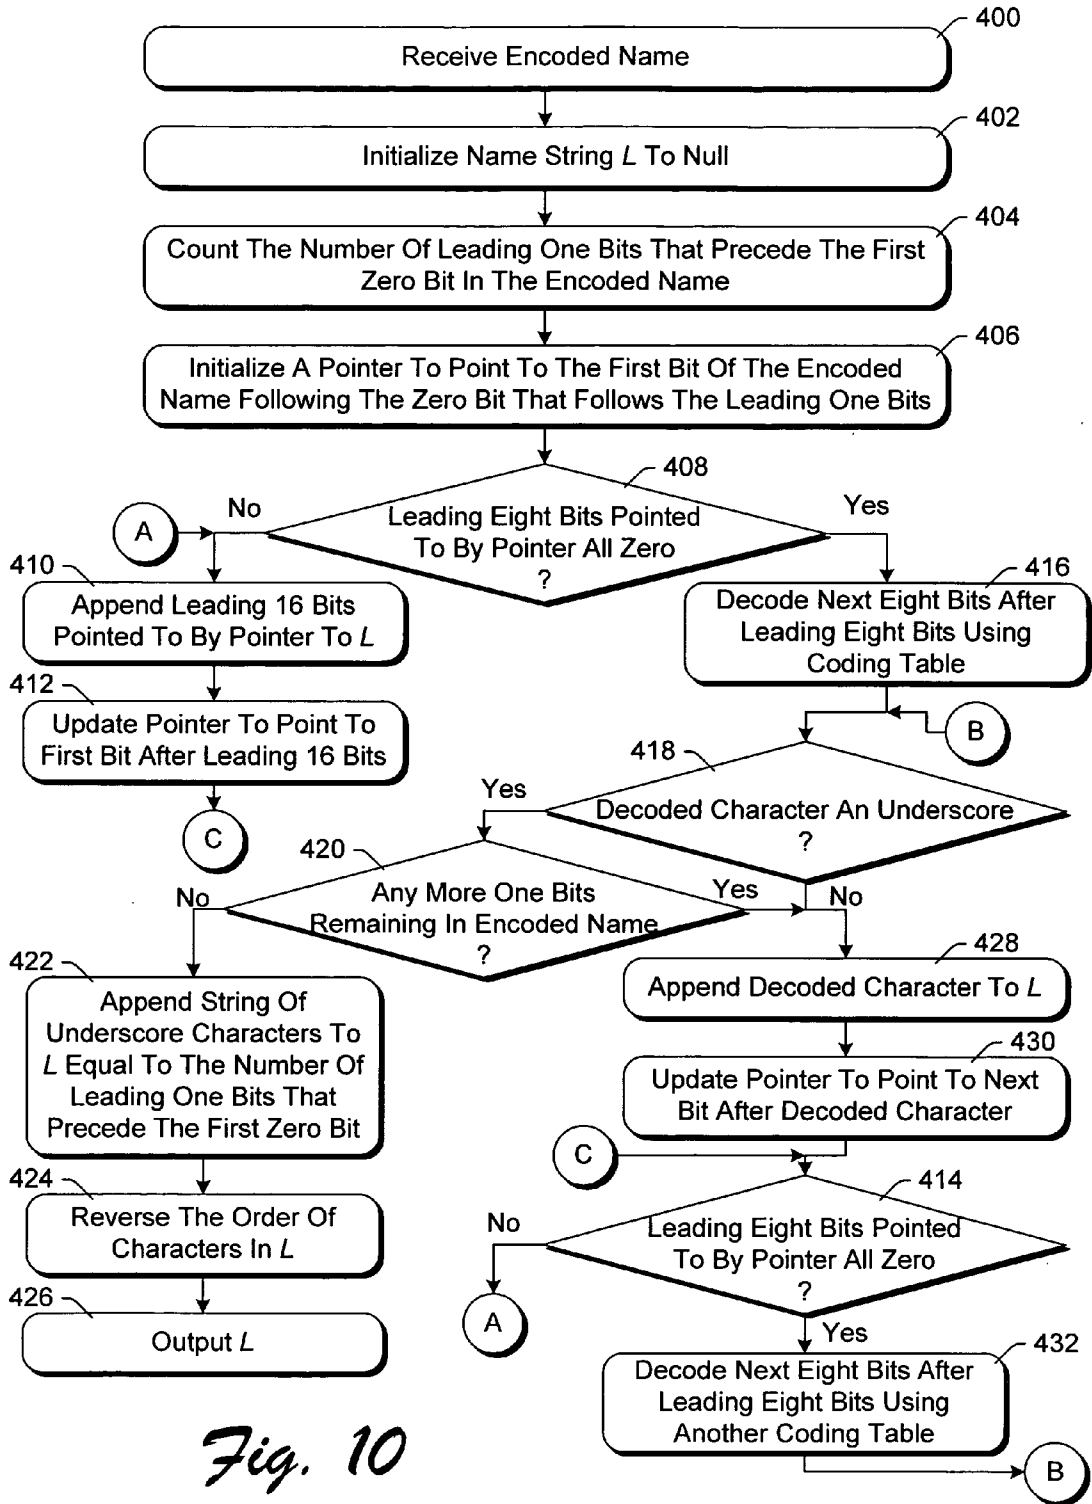 400
Receive Encoded Name
402
Initialize Name String L To Null
404
Count The Number Of Leading One Bits That Precede The First
Zero Bit In The Encoded Name
406
Initialize A Pointer To Point To The First Bit Of The Encoded
Name Following The Zero Bit That Follows The Leading One Bits
408
No
Yes
A
Leading Eight Bits Pointed
To By Pointer All Zero
?
410
Append Leading 16 Bits
Pointed To By Pointer To L
416
Decode Next Eight Bits After
Leading Eight Bits Using
Coding Table
412
Update Pointer To Point To
First Bit After Leading 16 Bits
B
418
Yes
Decoded Character An Underscore
?
C
420
No
Any More One Bits
Remaining In Encoded Name
?
Yes
No
422
Append String Of
Underscore Characters To
L Equal To The Number Of
Leading One Bits That
Precede The First Zero Bit
428
Append Decoded Character To L
430
Update Pointer To Point To Next
Bit After Decoded Character
C
424
Reverse The Order Of
Characters In L
414
No
Leading Eight Bits Pointed
To By Pointer All Zero
?
426
Output L
A
Yes
432
Decode Next Eight Bits After
Leading Eight Bits Using
Another Coding Table
B
Fig. 10